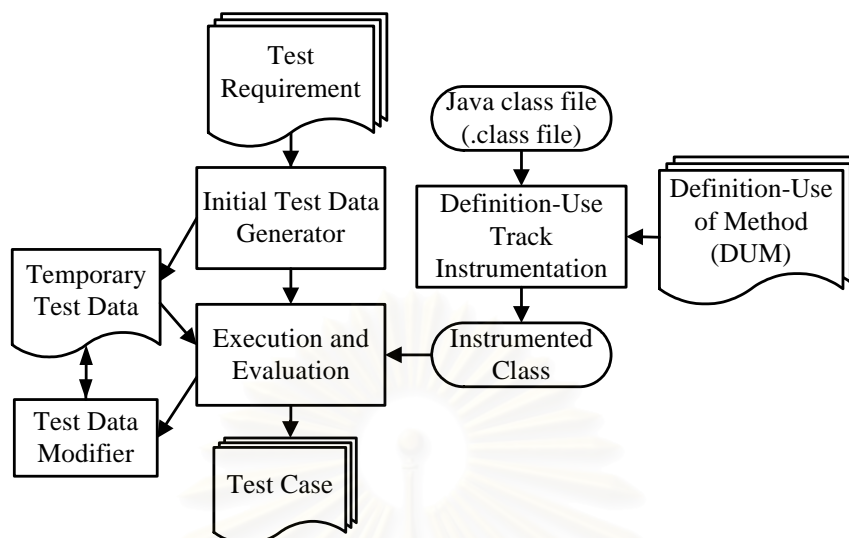 Test
Requirement
Java class file
(.class file)
Initial Test Data
Generator
Definition-Use
Track
Instrumentation
Definition-Use
of Method
(DUM)
Temporary
Test Data
Execution and
Evaluation
Instrumented
Class
Test Data
Modifier
Test Case